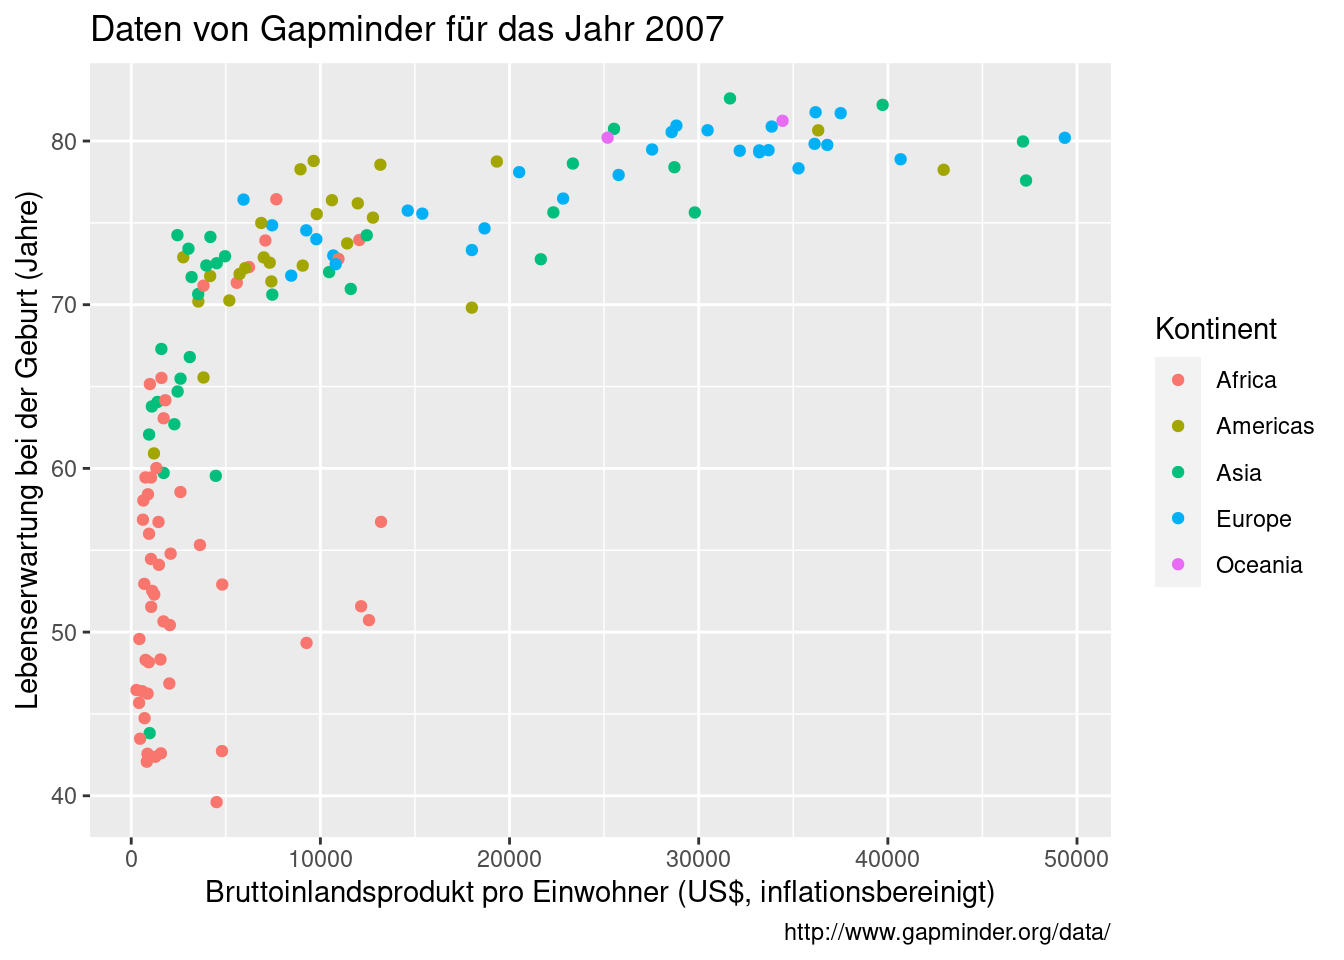 Daten von Gapminder für das Jahr 2007
Lebenserwartung bei der Geburt (Jahre)
80
70
60
50
40
0 10000 20000 30000 40000 50000
Bruttoinlandsprodukt pro Einwohner (US$, inflationsbereinigt)
http://www.gapminder.org/data/
Kontinent
Africa
Americas
Asia
Europe
Oceania